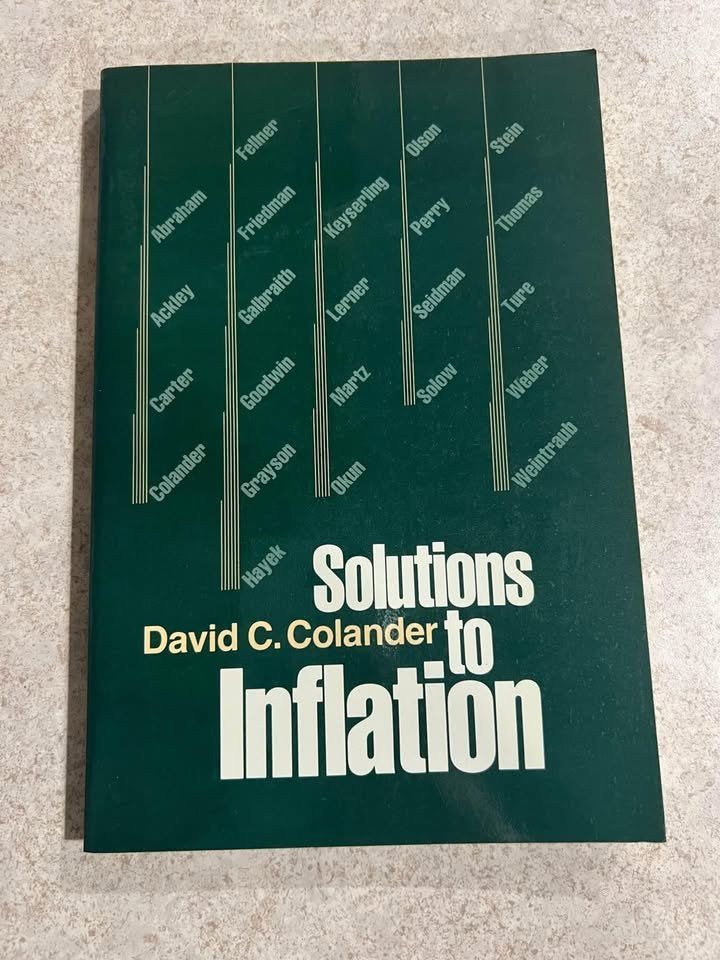 Abraham
Ackley
Carter
Colander
Fellner
Friedman
Galbraith
Goodwin
Grayson
Hayek
Keyserling
Lerner
Martz
Okun
Olson
Perry
Seidman
Solow
Stein
Thomas
Ture
Weber
Weintraub
Solutions
David C. Colander to
Inflation